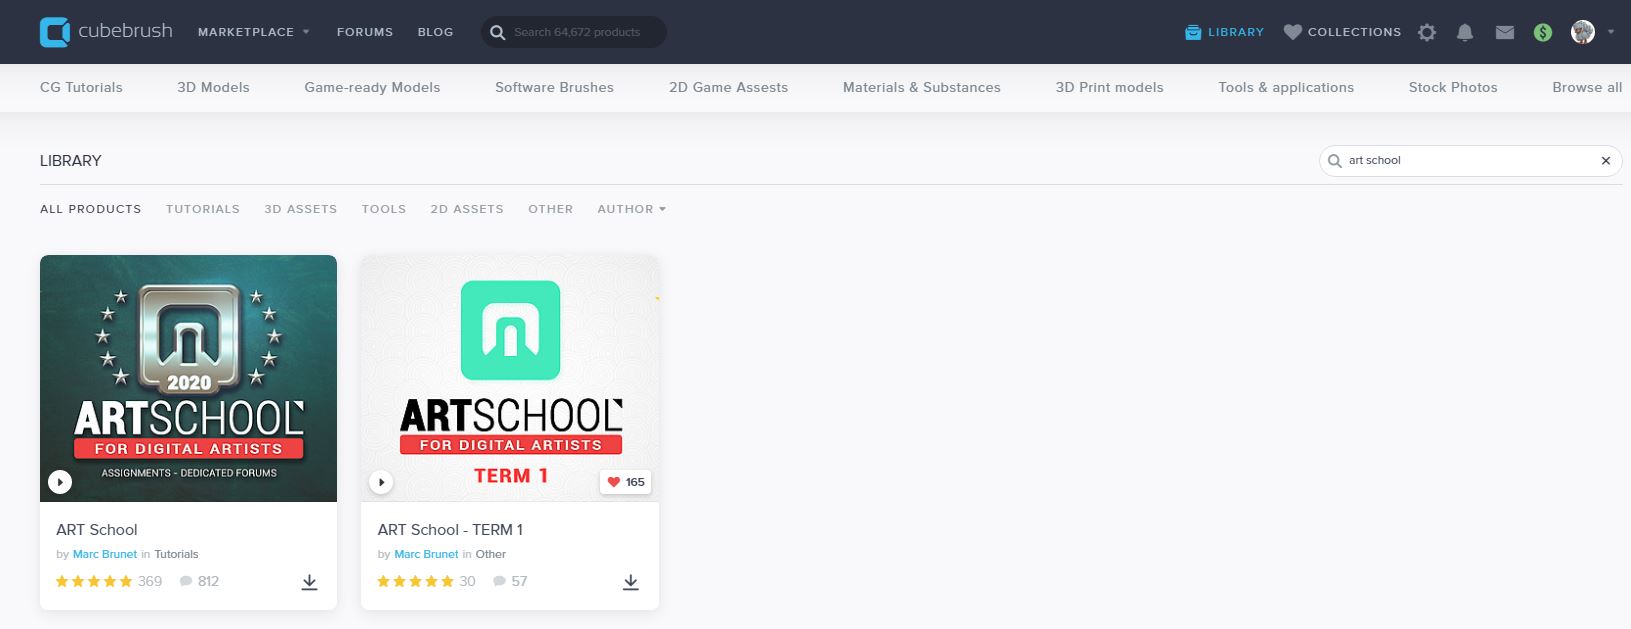 cubebrush MARKETPLACE FORUMS BLOG Search 64,672 products LIBRARY COLLECTIONS
CG Tutorials 3D Models Game-ready Models Software Brushes 2D Game Assests Materials & Substances 3D Print models Tools & applications Stock Photos Browse all
LIBRARY art school
ALL PRODUCTS TUTORIALS 3D ASSETS TOOLS 2D ASSETS OTHER AUTHOR
2020
ARTSCHOOL
FOR DIGITAL ARTISTS
ASSIGNMENTS - DEDICATED FORUMS
ART School
by Marc Brunet in Tutorials
369 812
ARTSCHOOL
FOR DIGITAL ARTISTS
TERM 1
165
ART School - TERM 1
by Marc Brunet in Other
30 57